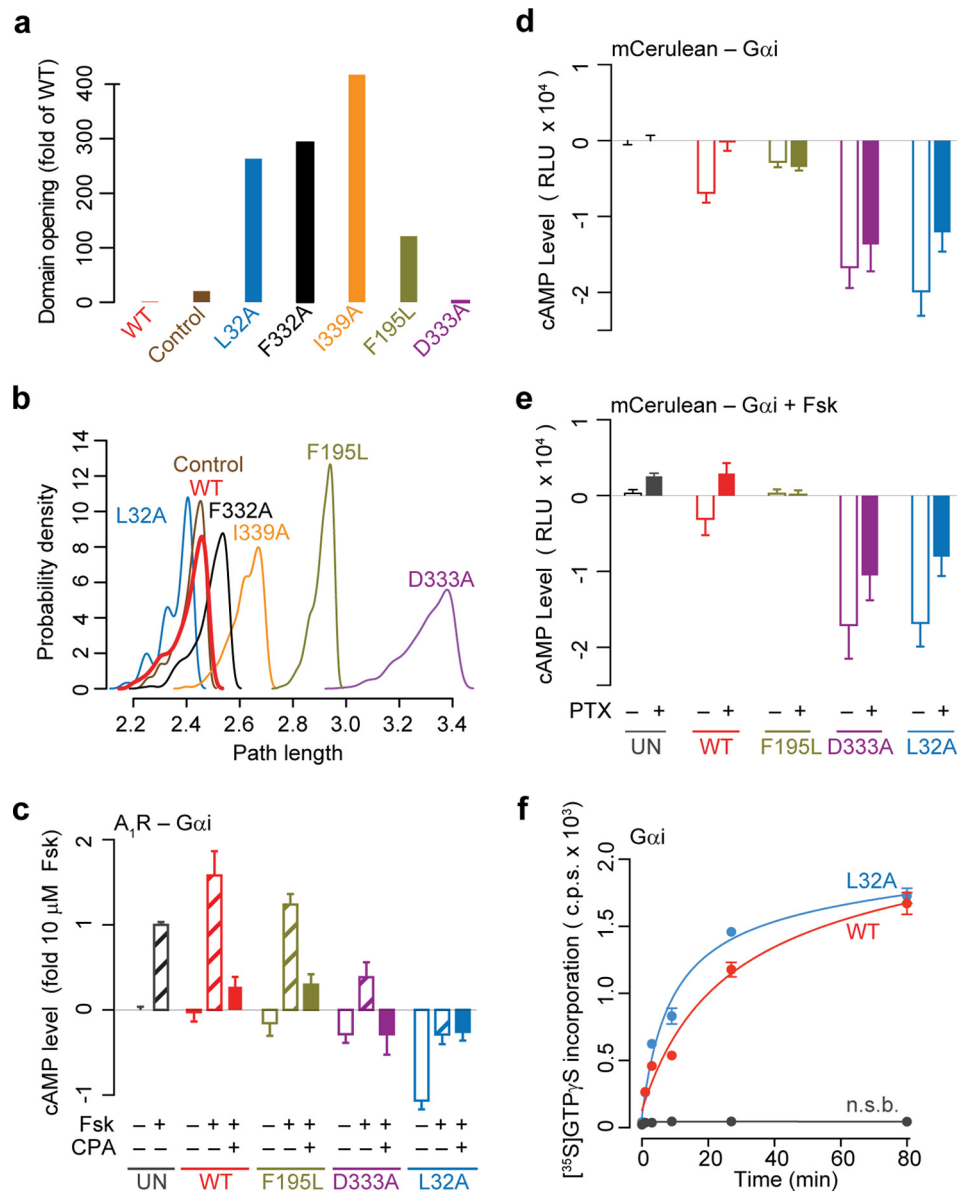 a
Domain opening (fold of WT)
400
300
200
100
0
WT
Control
L32A
F332A
I339A
F195L
D333A
b
Probability density
14
12
10
8
6
4
2
0
Control
WT
L32A
F332A
I339A
F195L
D333A
2.2 2.4 2.6 2.8 3.0 3.2 3.4
Path length
c
A₁R – Gαi
cAMP level (fold 10 μM Fsk)
2
1
0
-1
Fsk – + – + + – + + – + + – + +
CPA – – – – + – – + – – + – – +
UN WT F195L D333A L32A
d
mCerulean – Gαi
cAMP Level ( RLU x 10⁴)
1
0
-1
-2
e
mCerulean – Gαi + Fsk
cAMP Level ( RLU x 10⁴)
1
0
-1
-2
PTX – + – + – + – + – +
UN WT F195L D333A L32A
f
Gαi
[³⁵S]GTPγS incorporation ( c.p.s. x 10³)
2.0
1.5
1.0
0.5
0
L32A
WT
n.s.b.
0 20 40 60 80
Time (min)